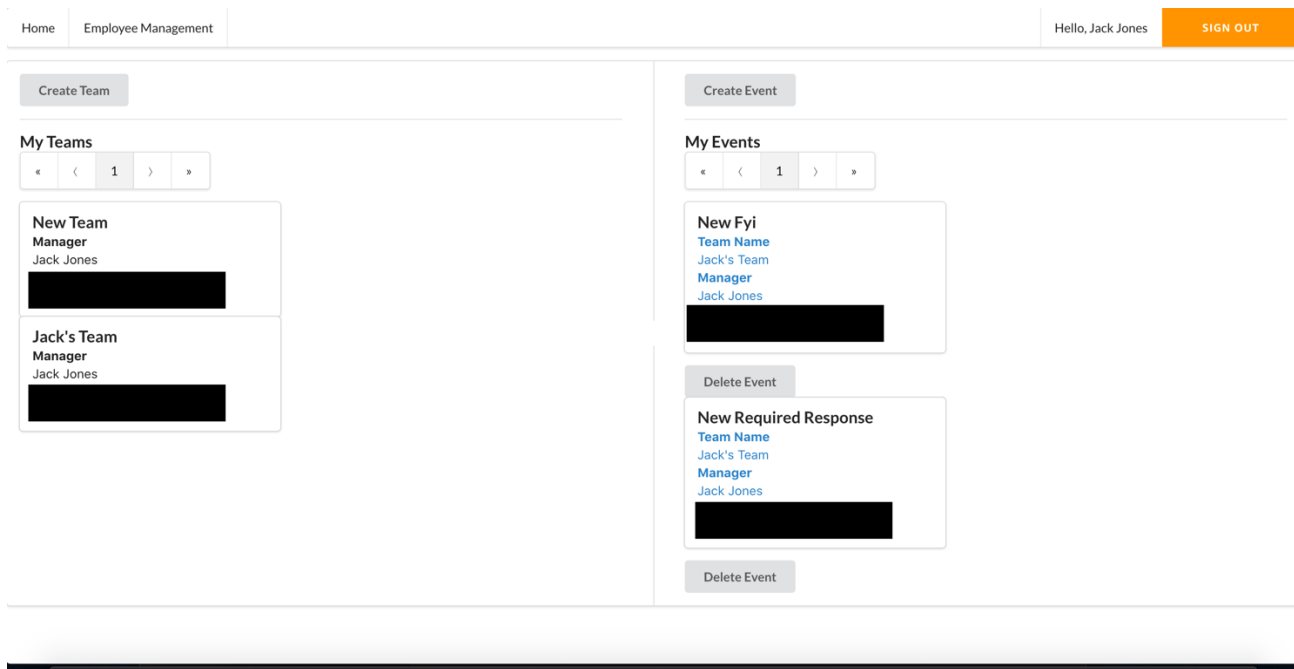 Home Employee Management Hello, Jack Jones SIGN OUT
Create Team
My Teams
« ⟨ 1 ⟩ »
New Team
Manager
Jack Jones
Jack's Team
Manager
Jack Jones
Create Event
My Events
« ⟨ 1 ⟩ »
New Fyi
Team Name
Jack's Team
Manager
Jack Jones
Delete Event
New Required Response
Team Name
Jack's Team
Manager
Jack Jones
Delete Event